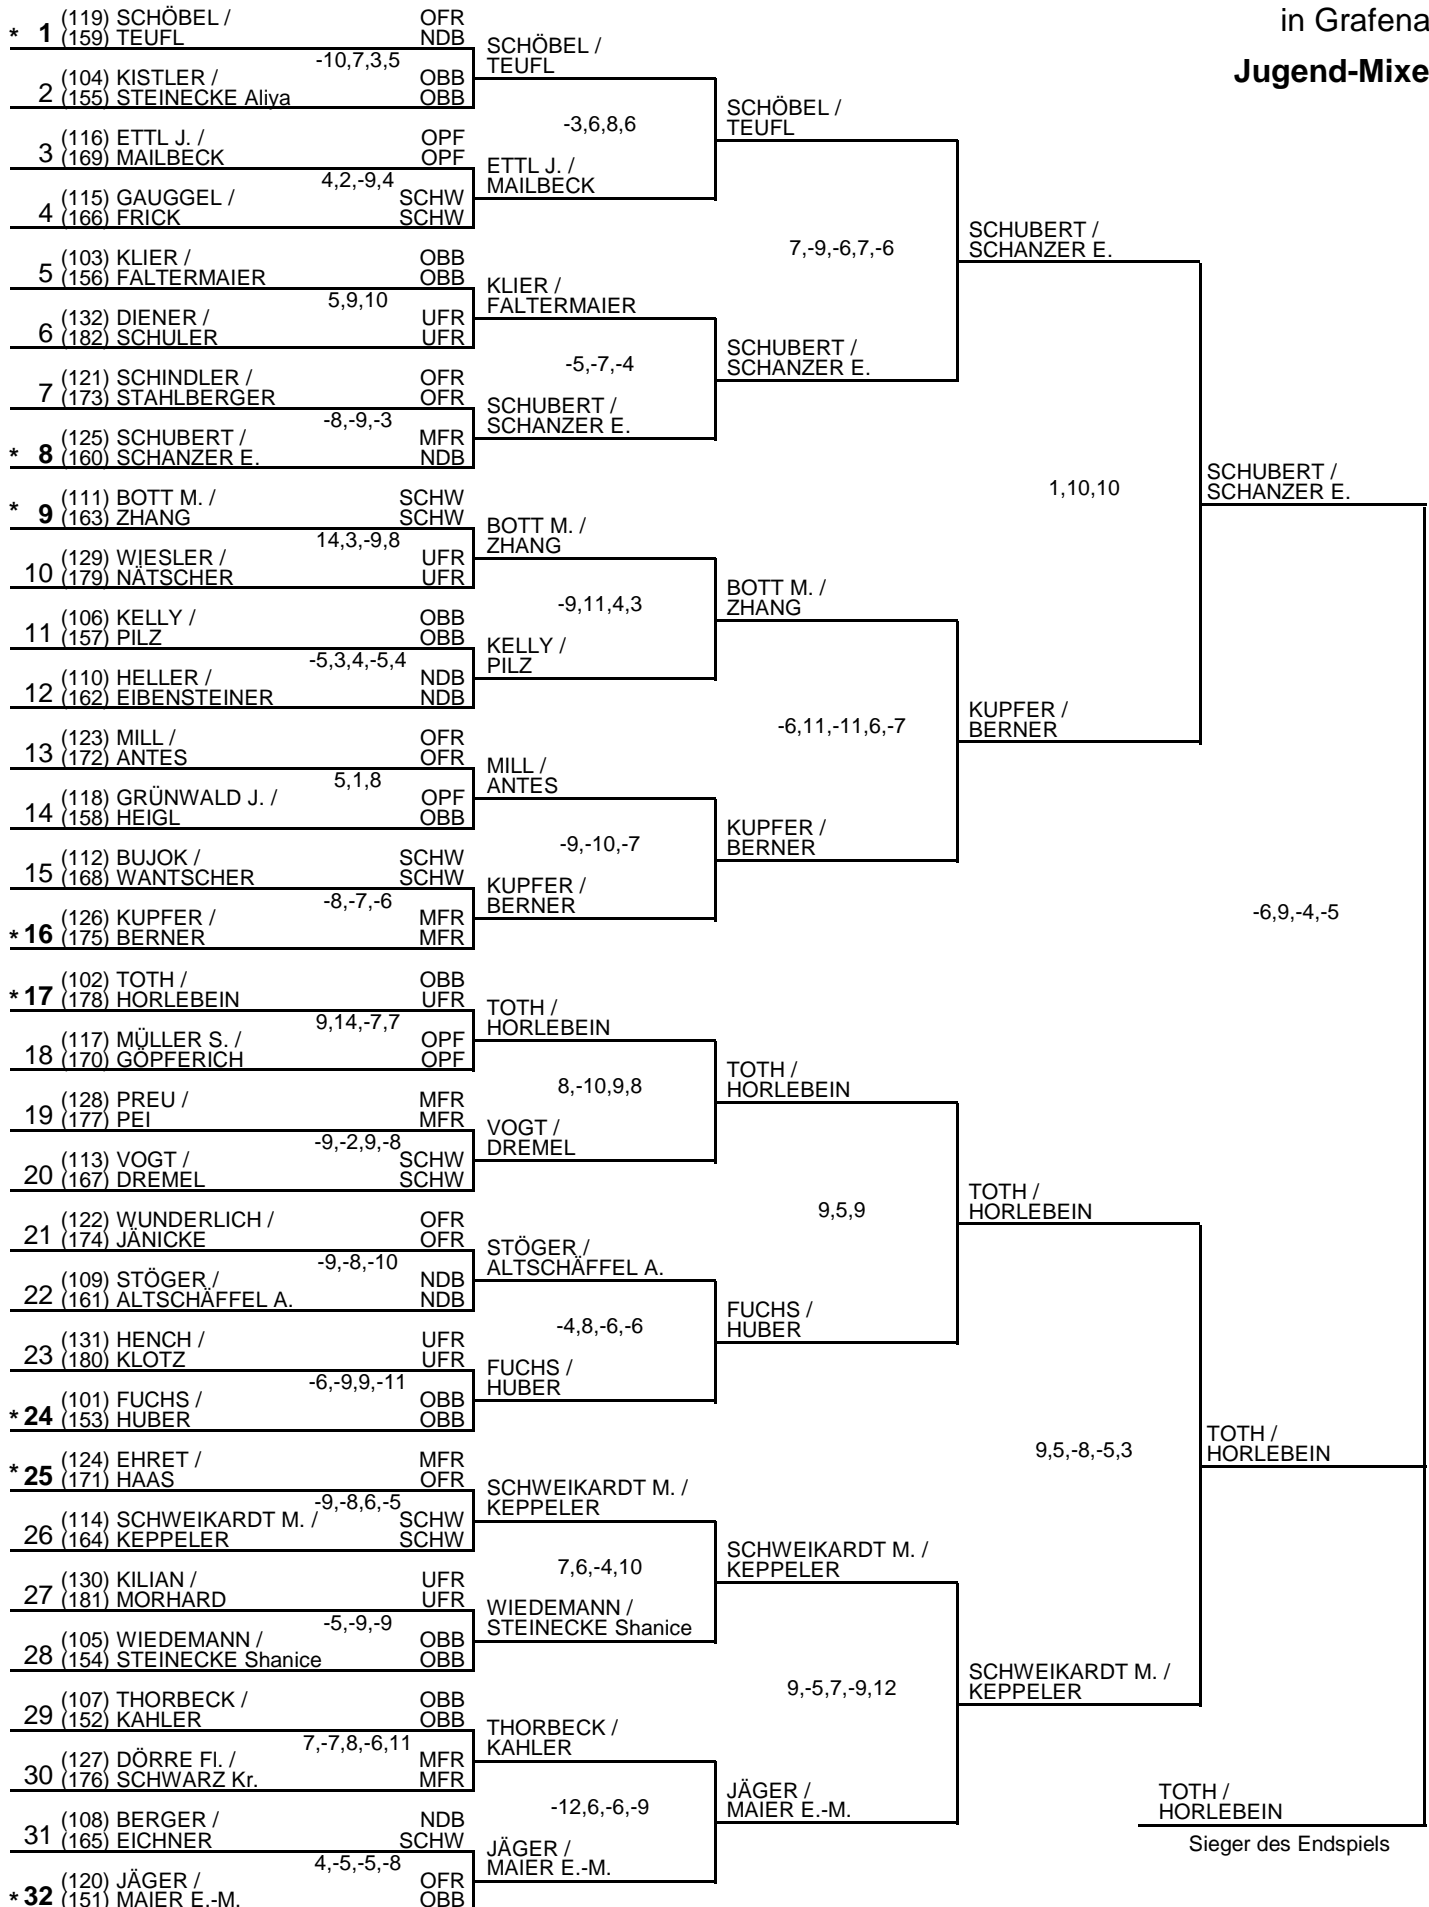 in Grafena
Jugend-Mixe
* 1 (119) SCHÖBEL / OFR
(159) TEUFL NDB
-10,7,3,5
2 (104) KISTLER / OBB
(155) STEINECKE Aliya OBB
3 (116) ETTL J. / OPF
(169) MAILBECK OPF
4,2,-9,4
4 (115) GAUGGEL / SCHW
(166) FRICK SCHW
5 (103) KLIER / OBB
(156) FALTERMAIER OBB
5,9,10
6 (132) DIENER / UFR
(182) SCHULER UFR
7 (121) SCHINDLER / OFR
(173) STAHLBERGER OFR
-8,-9,-3
* 8 (125) SCHUBERT / MFR
(160) SCHANZER E. NDB
* 9 (111) BOTT M. / SCHW
(163) ZHANG SCHW
14,3,-9,8
10 (129) WIESLER / UFR
(179) NÄTSCHER UFR
11 (106) KELLY / OBB
(157) PILZ OBB
-5,3,4,-5,4
12 (110) HELLER / NDB
(162) EIBENSTEINER NDB
13 (123) MILL / OFR
(172) ANTES OFR
5,1,8
14 (118) GRÜNWALD J. / OPF
(158) HEIGL OBB
15 (112) BUJOK / SCHW
(168) WANTSCHER SCHW
-8,-7,-6
* 16 (126) KUPFER / MFR
(175) BERNER MFR
* 17 (102) TOTH / OBB
(178) HORLEBEIN UFR
9,14,-7,7
18 (117) MÜLLER S. / OPF
(170) GÖPFERICH OPF
19 (128) PREU / MFR
(177) PEI MFR
-9,-2,9,-8
20 (113) VOGT / SCHW
(167) DREMEL SCHW
21 (122) WUNDERLICH / OFR
(174) JÄNICKE OFR
-9,-8,-10
22 (109) STÖGER / NDB
(161) ALTSCHÄFFEL A. NDB
23 (131) HENCH / UFR
(180) KLOTZ UFR
-6,-9,9,-11
* 24 (101) FUCHS / OBB
(153) HUBER OBB
* 25 (124) EHRET / MFR
(171) HAAS OFR
-9,-8,6,-5
26 (114) SCHWEIKARDT M. / SCHW
(164) KEPPELER SCHW
27 (130) KILIAN / UFR
(181) MORHARD UFR
-5,-9,-9
28 (105) WIEDEMANN / OBB
(154) STEINECKE Shanice OBB
29 (107) THORBECK / OBB
(152) KAHLER OBB
7,-7,8,-6,11
30 (127) DÖRRE Fl. / MFR
(176) SCHWARZ Kr. MFR
31 (108) BERGER / NDB
(165) EICHNER SCHW
4,-5,-5,-8
* 32 (120) JÄGER / OFR
(151) MAIER E.-M. OBB
SCHÖBEL /
TEUFL
-3,6,8,6
ETTL J. /
MAILBECK
KLIER /
FALTERMAIER
-5,-7,-4
SCHUBERT /
SCHANZER E.
BOTT M. /
ZHANG
-9,11,4,3
KELLY /
PILZ
MILL /
ANTES
-9,-10,-7
KUPFER /
BERNER
TOTH /
HORLEBEIN
8,-10,9,8
VOGT /
DREMEL
STÖGER /
ALTSCHÄFFEL A.
-4,8,-6,-6
FUCHS /
HUBER
SCHWEIKARDT M. /
KEPPELER
7,6,-4,10
WIEDEMANN /
STEINECKE Shanice
THORBECK /
KAHLER
-12,6,-6,-9
JÄGER /
MAIER E.-M.
SCHÖBEL /
TEUFL
7,-9,-6,7,-6
SCHUBERT /
SCHANZER E.
BOTT M. /
ZHANG
-6,11,-11,6,-7
KUPFER /
BERNER
TOTH /
HORLEBEIN
9,5,9
FUCHS /
HUBER
SCHWEIKARDT M. /
KEPPELER
9,-5,7,-9,12
JÄGER /
MAIER E.-M.
SCHUBERT /
SCHANZER E.
1,10,10
KUPFER /
BERNER
TOTH /
HORLEBEIN
9,5,-8,-5,3
SCHWEIKARDT M. /
KEPPELER
SCHUBERT /
SCHANZER E.
-6,9,-4,-5
TOTH /
HORLEBEIN
TOTH /
HORLEBEIN
Sieger des Endspiels